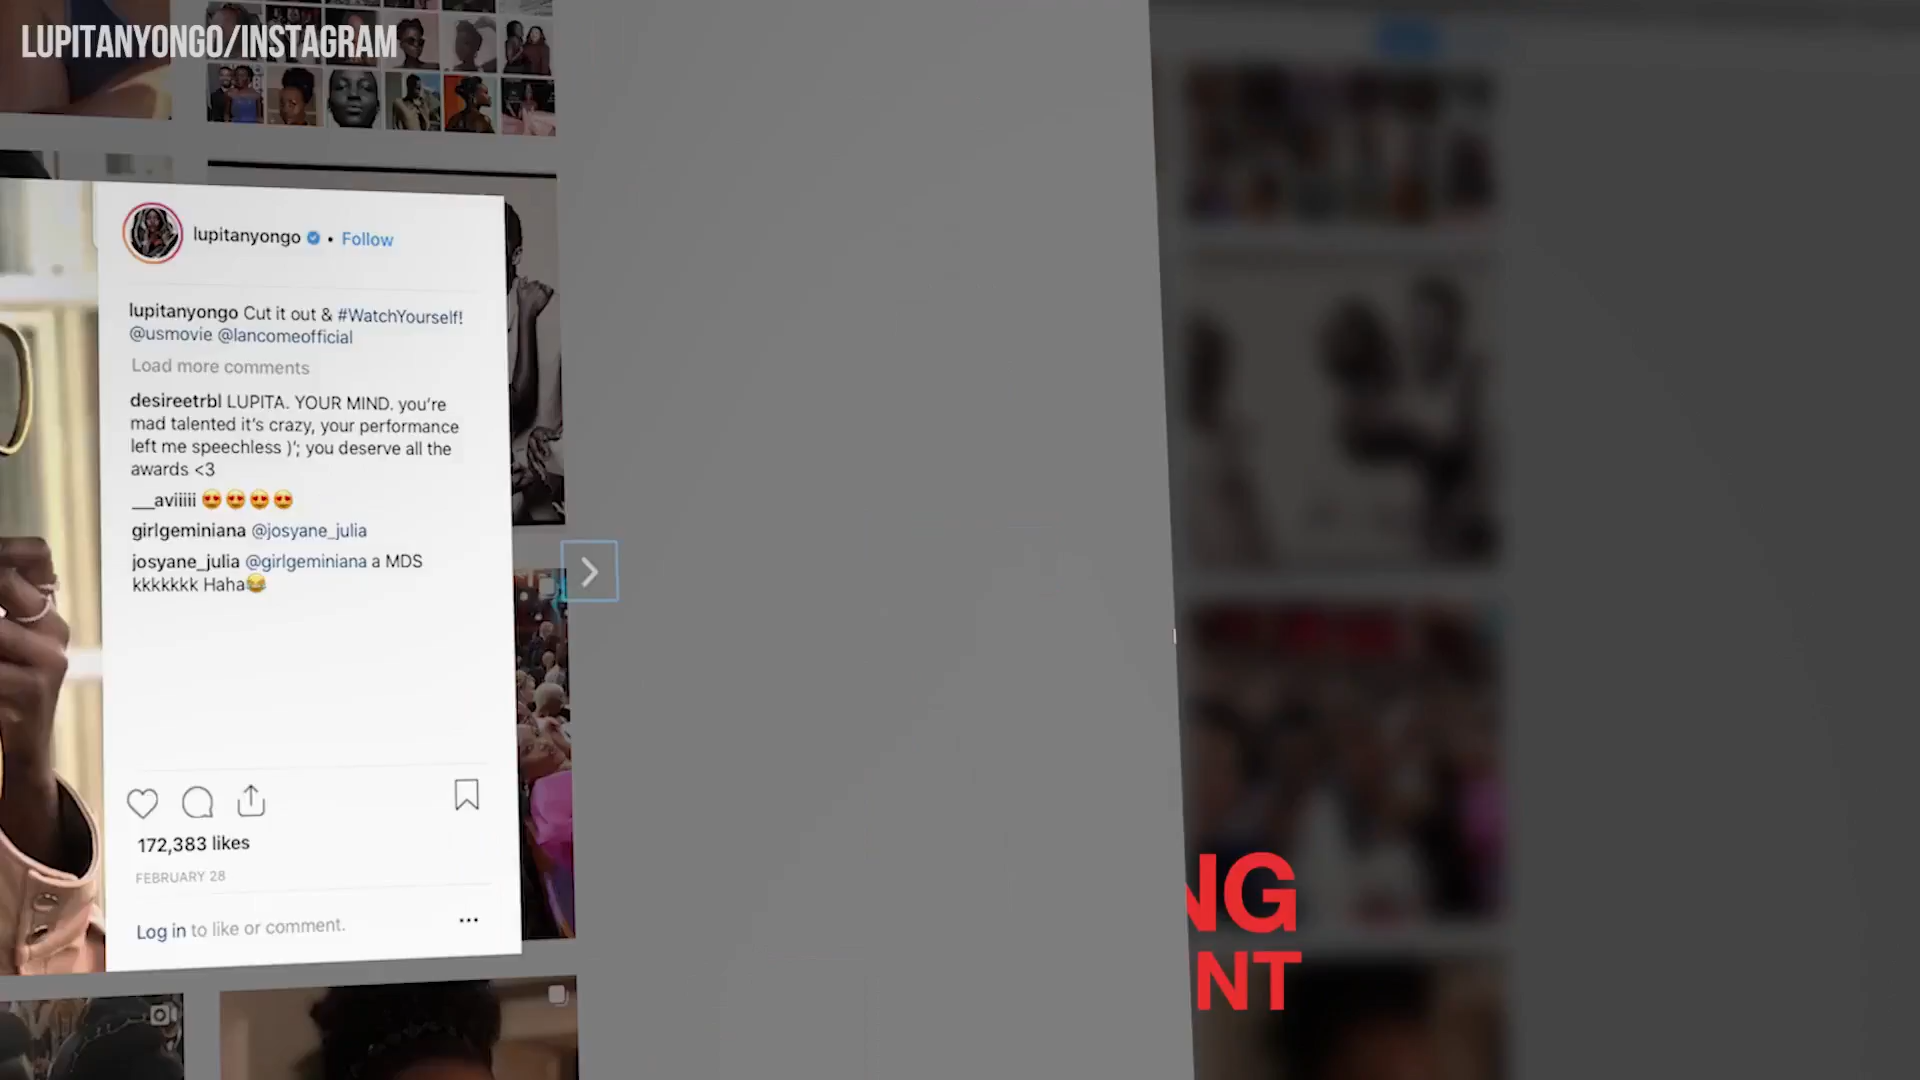 LUPITANYONGO/INSTAGRAM
lupitanyongo • Follow
lupitanyongo Cut it out & #WatchYourself!
@usmovie @lancomeofficial
Load more comments
desireetrbl LUPITA. YOUR MIND. you're
mad talented it's crazy, your performance
left me speechless )'; you deserve all the
awards <3
__aviiiii 😍😍😍😍
girlgeminiana @josyane_julia
josyane_julia @girlgeminiana a MDS
kkkkkkk Haha😂
172,383 likes
FEBRUARY 28
Log in to like or comment.
NG
NT